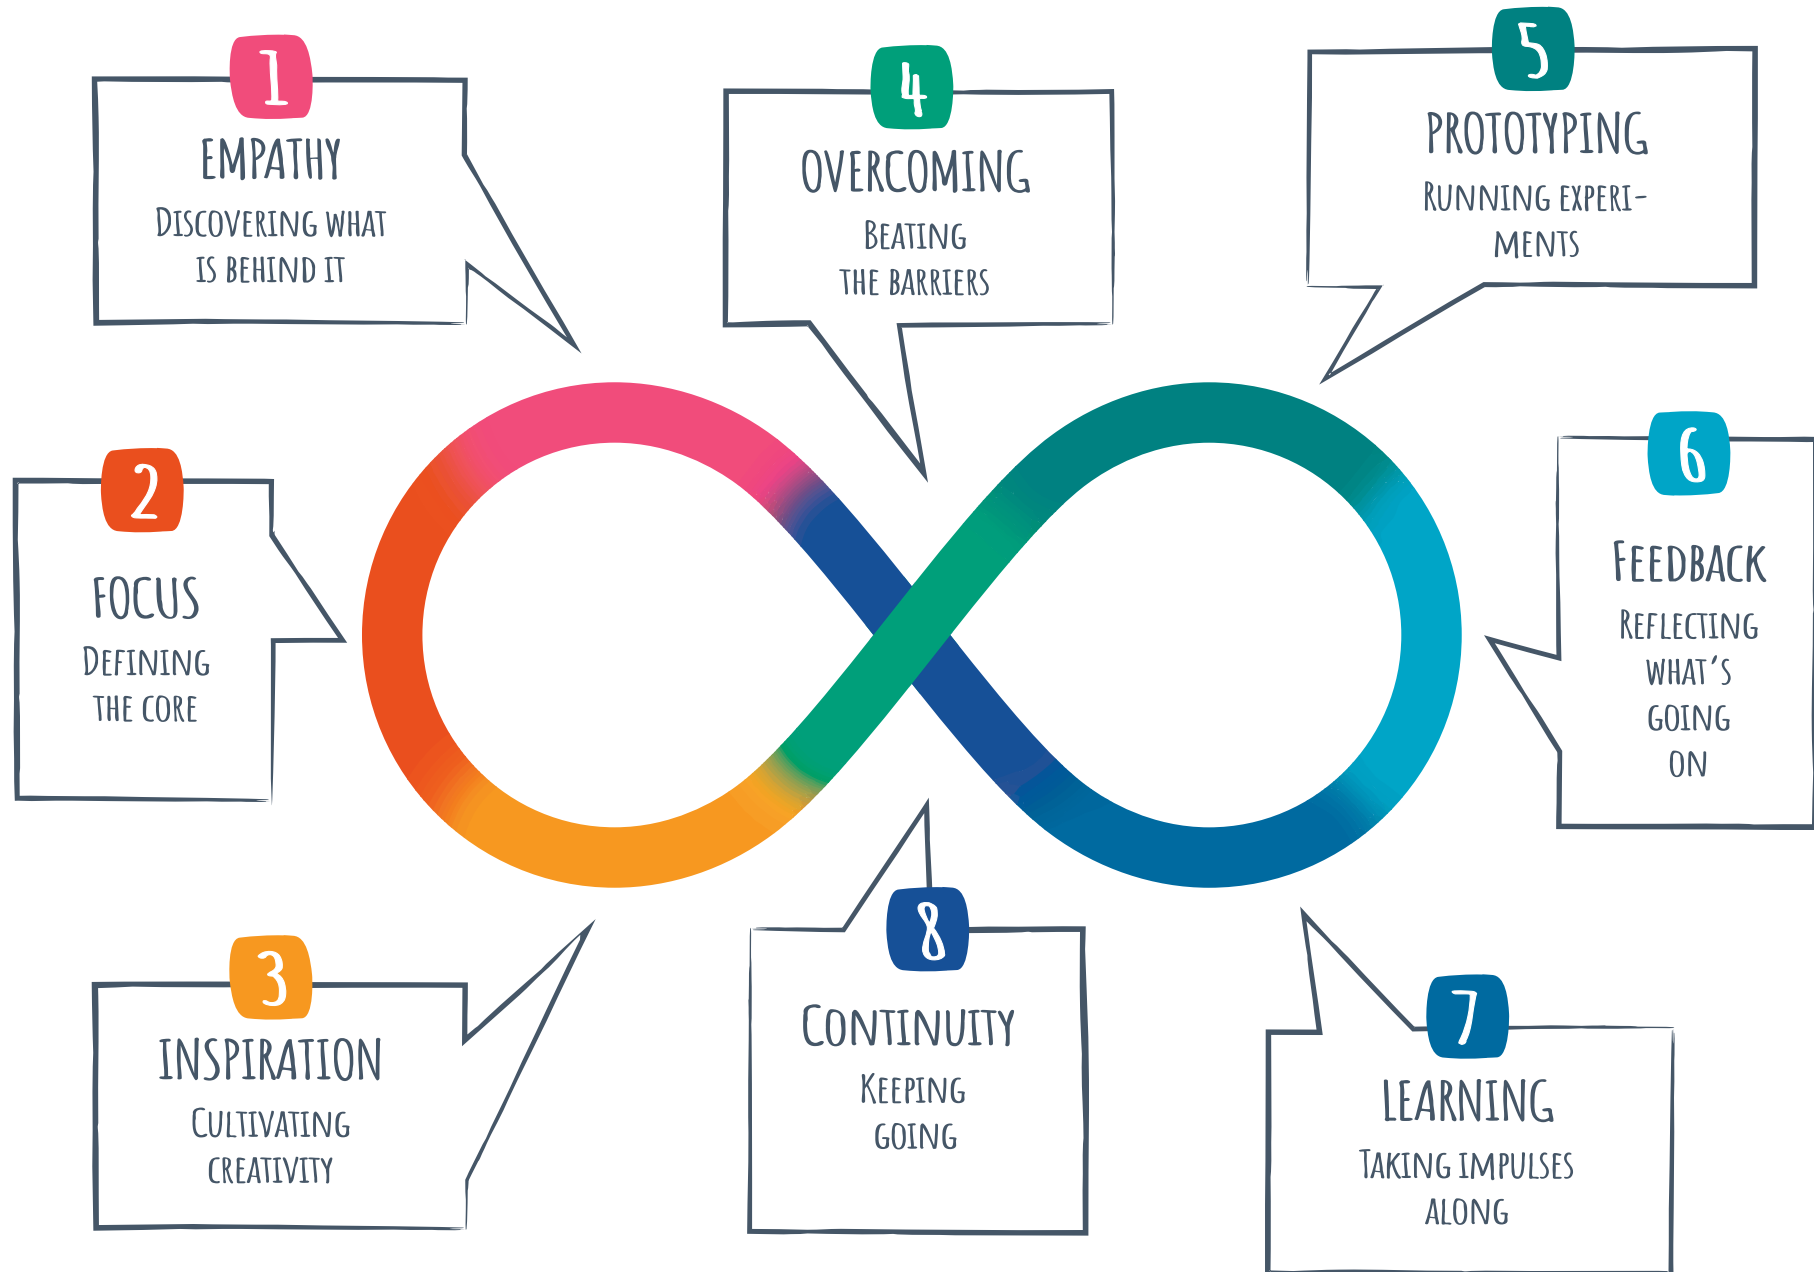 1
EMPATHY
DISCOVERING WHAT
IS BEHIND IT
2
FOCUS
DEFINING
THE CORE
3
INSPIRATION
CULTIVATING
CREATIVITY
4
OVERCOMING
BEATING
THE BARRIERS
5
PROTOTYPING
RUNNING EXPERI-
MENTS
6
FEEDBACK
REFLECTING
WHAT'S
GOING
ON
7
LEARNING
TAKING IMPULSES
ALONG
8
CONTINUITY
KEEPING
GOING